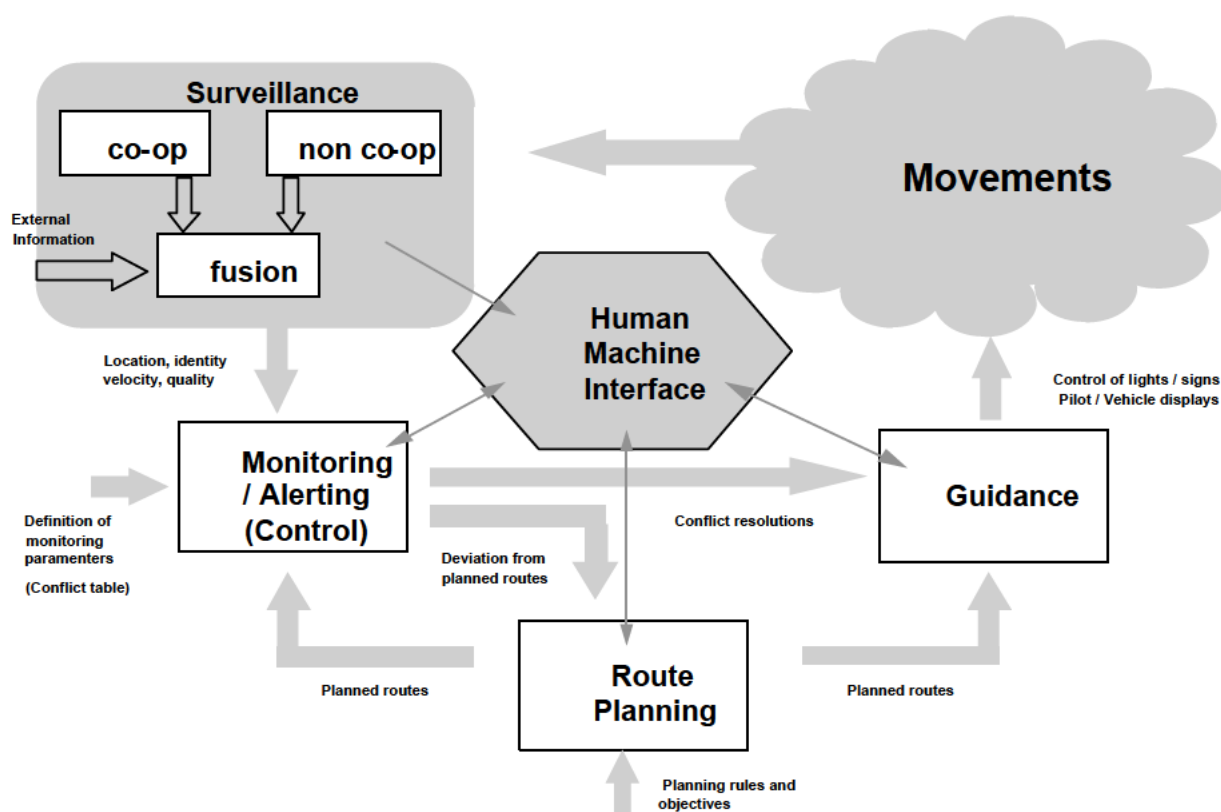 Surveillance
co-op
non co-op
External
Information
fusion
Movements
Human
Machine
Interface
Location, identity
velocity, quality
Control of lights / signs
Pilot / Vehicle displays
Monitoring
/ Alerting
(Control)
Guidance
Definition of
monitoring
paramenters
(Conflict table)
Conflict resolutions
Deviation from
planned routes
Planned routes
Route
Planning
Planned routes
Planning rules and
objectives